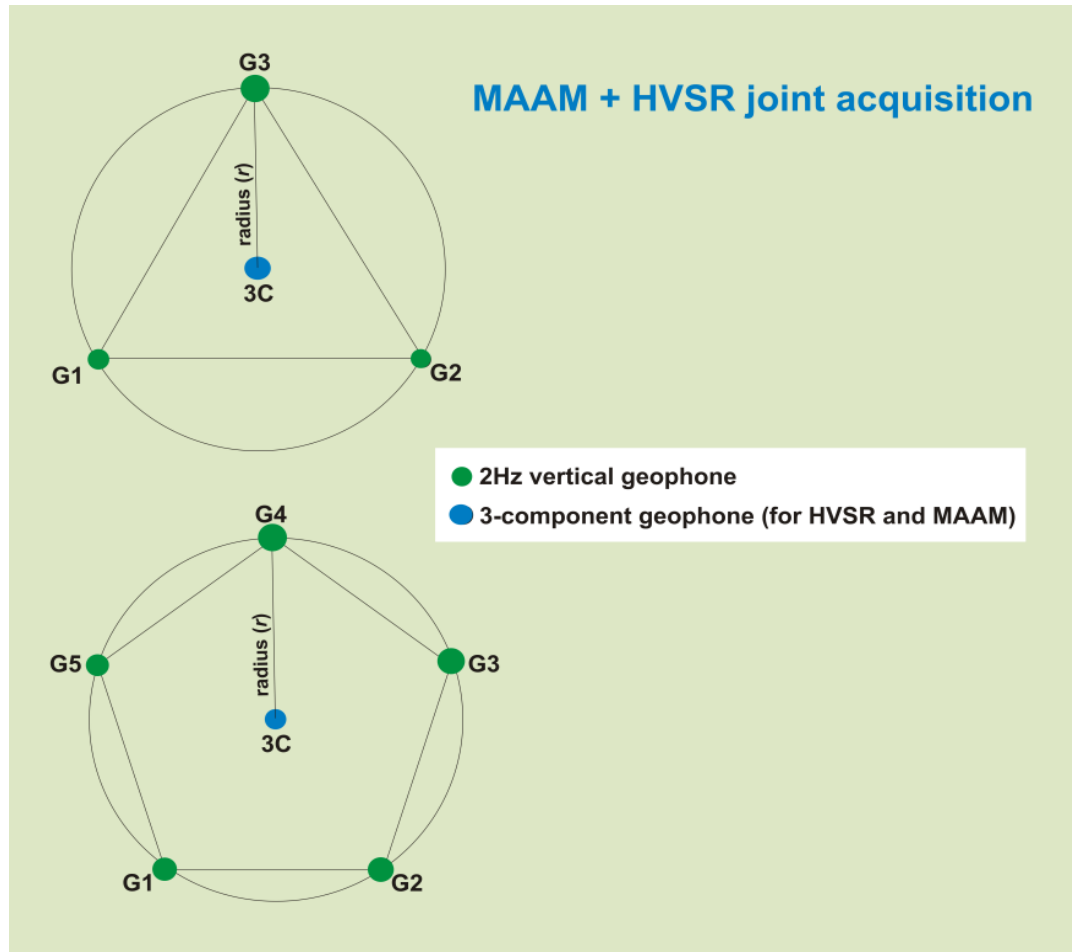 MAAM + HVSR joint acquisition
G3
radius (r)
3C
G1
G2
2Hz vertical geophone
3-component geophone (for HVSR and MAAM)
G4
G5
G3
radius (r)
3C
G1
G2